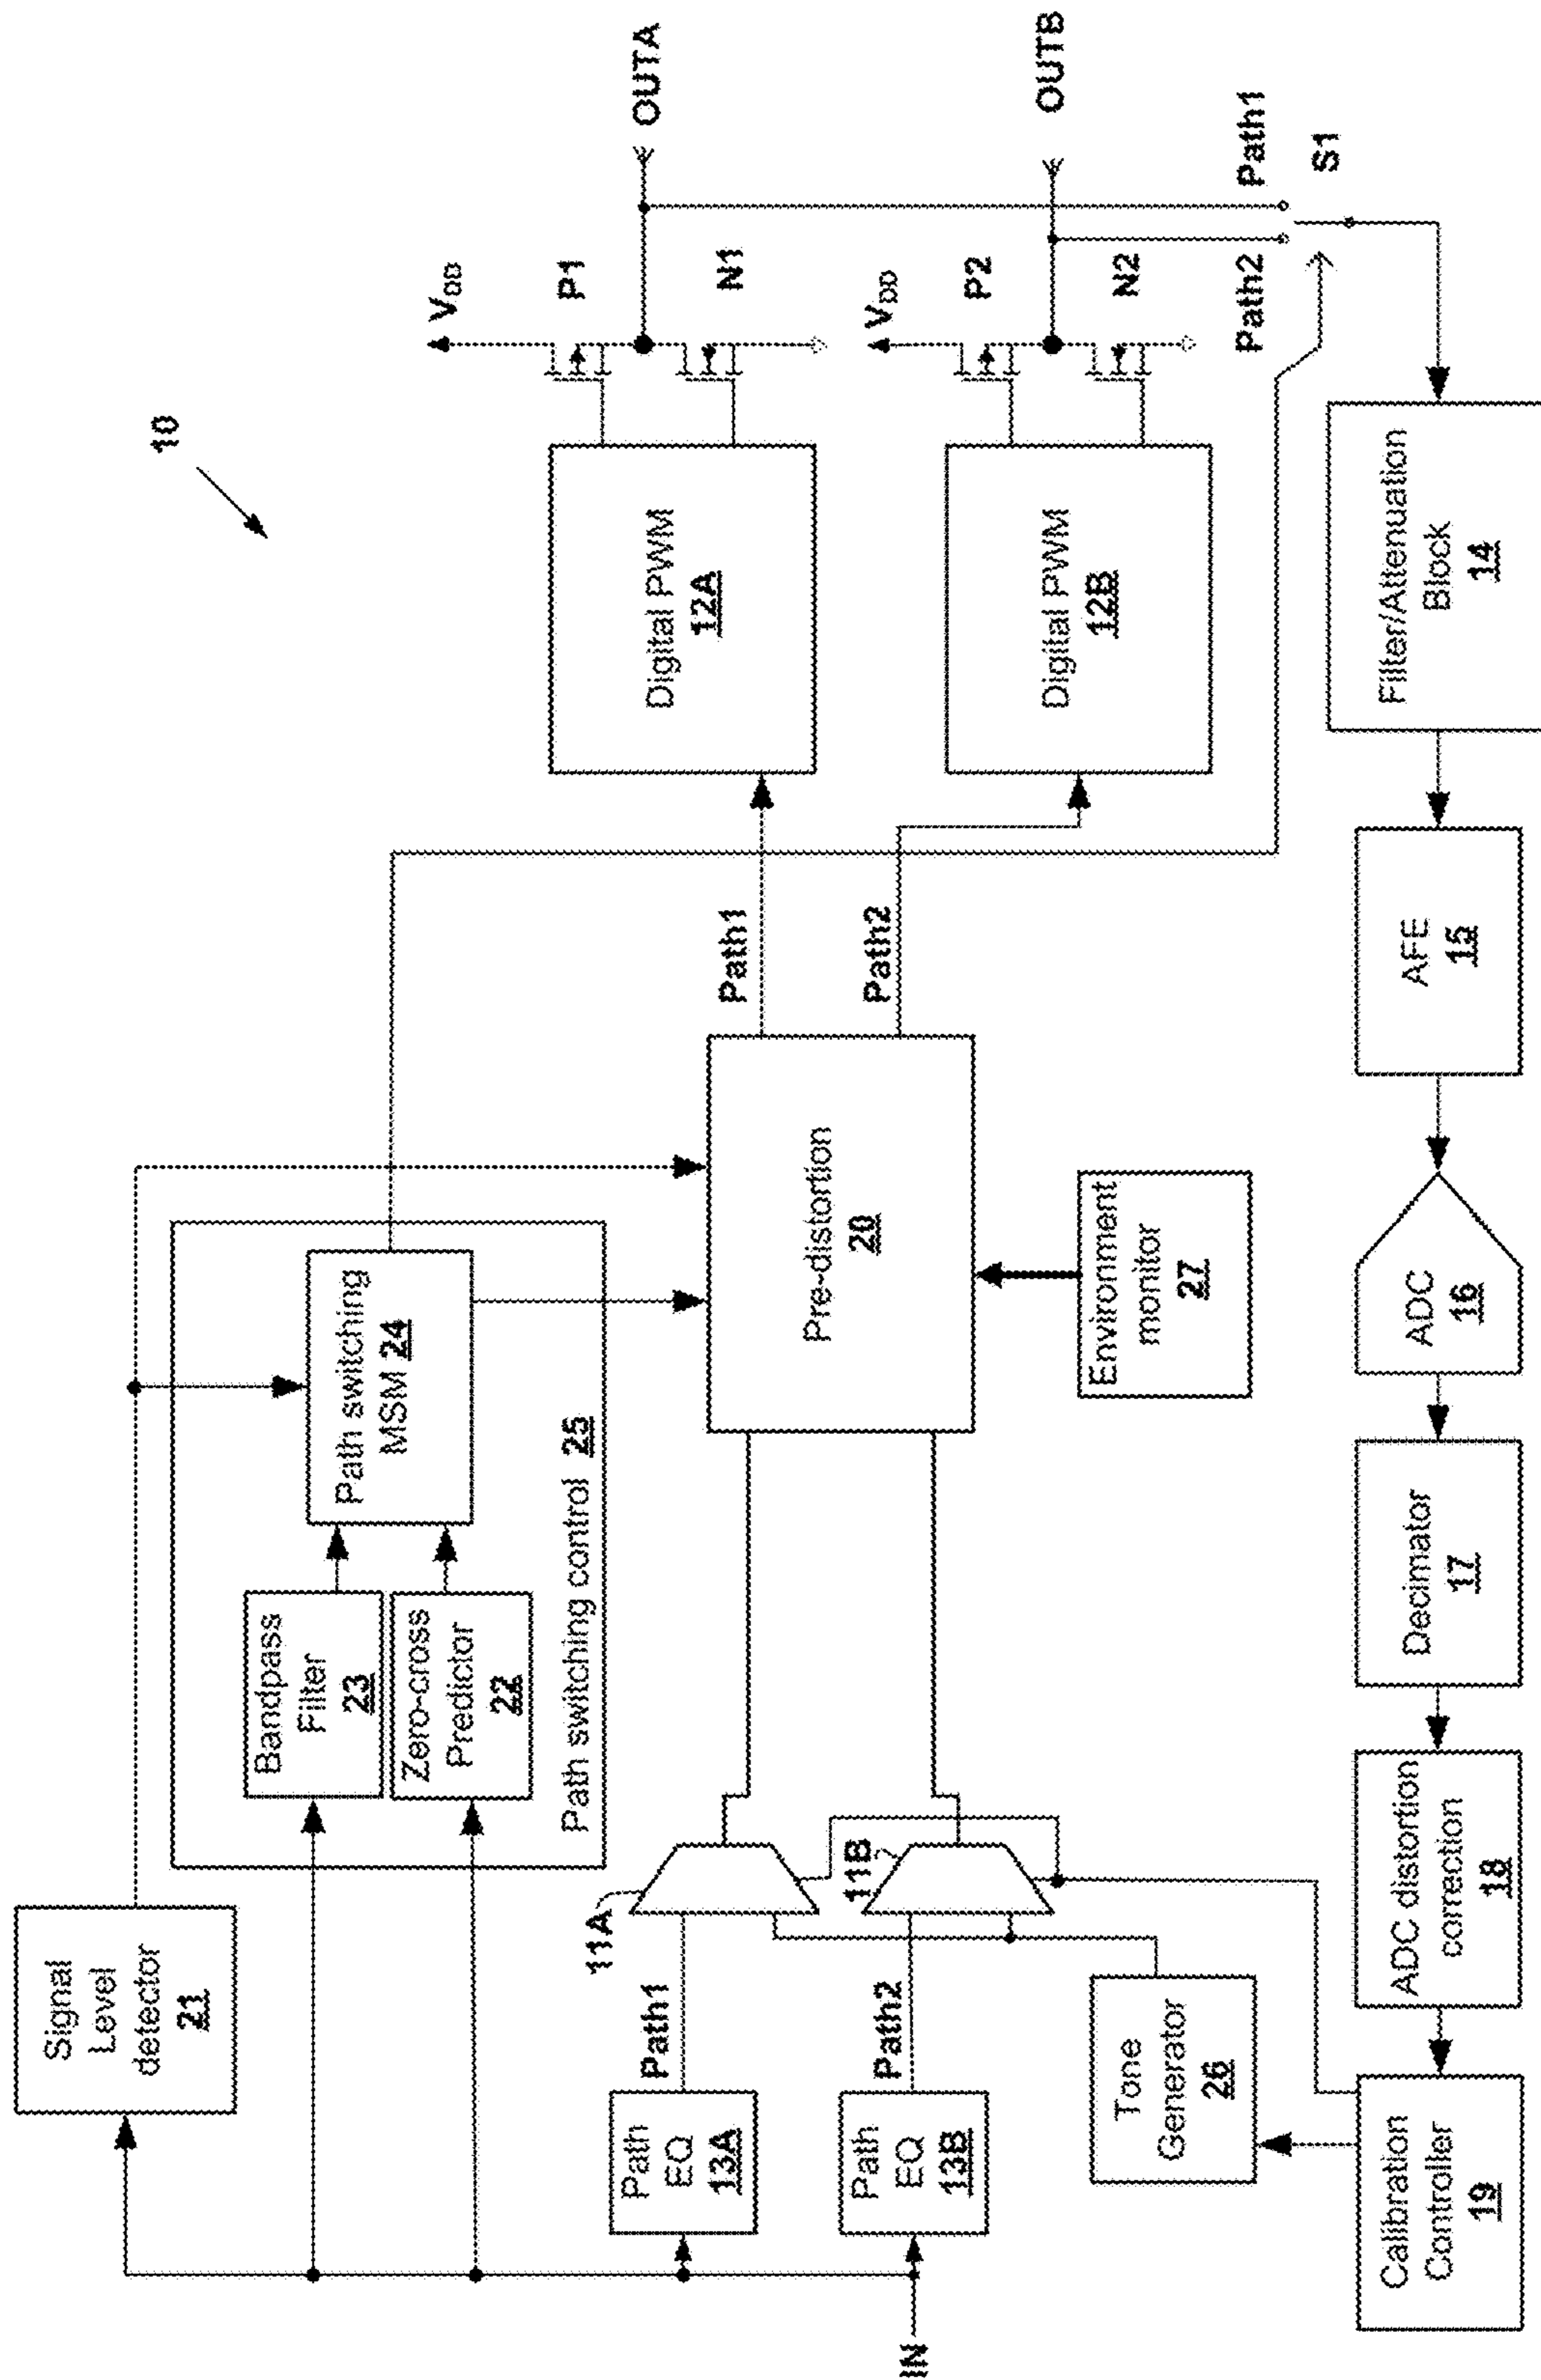 10
Signal
Level
detector
21
Bandpass
Filter
23
Zero-cross
Predictor
22
Path switching
MSM 24
Path switching control 25
IN
Path
EQ
13A
Path1
11A
Path
EQ
13B
Path2
11B
Pre-distortion
20
Path1
Path2
Digital PWM
12A
Digital PWM
12B
VDD
P1
N1
OUTA
VDD
P2
N2
OUTB
Environment
monitor
27
Tone
Generator
26
Path2
Path1
S1
Calibration
Controller
19
ADC distortion
correction
18
Decimator
17
ADC
16
AFE
15
Filter/Attenuation
Block
14